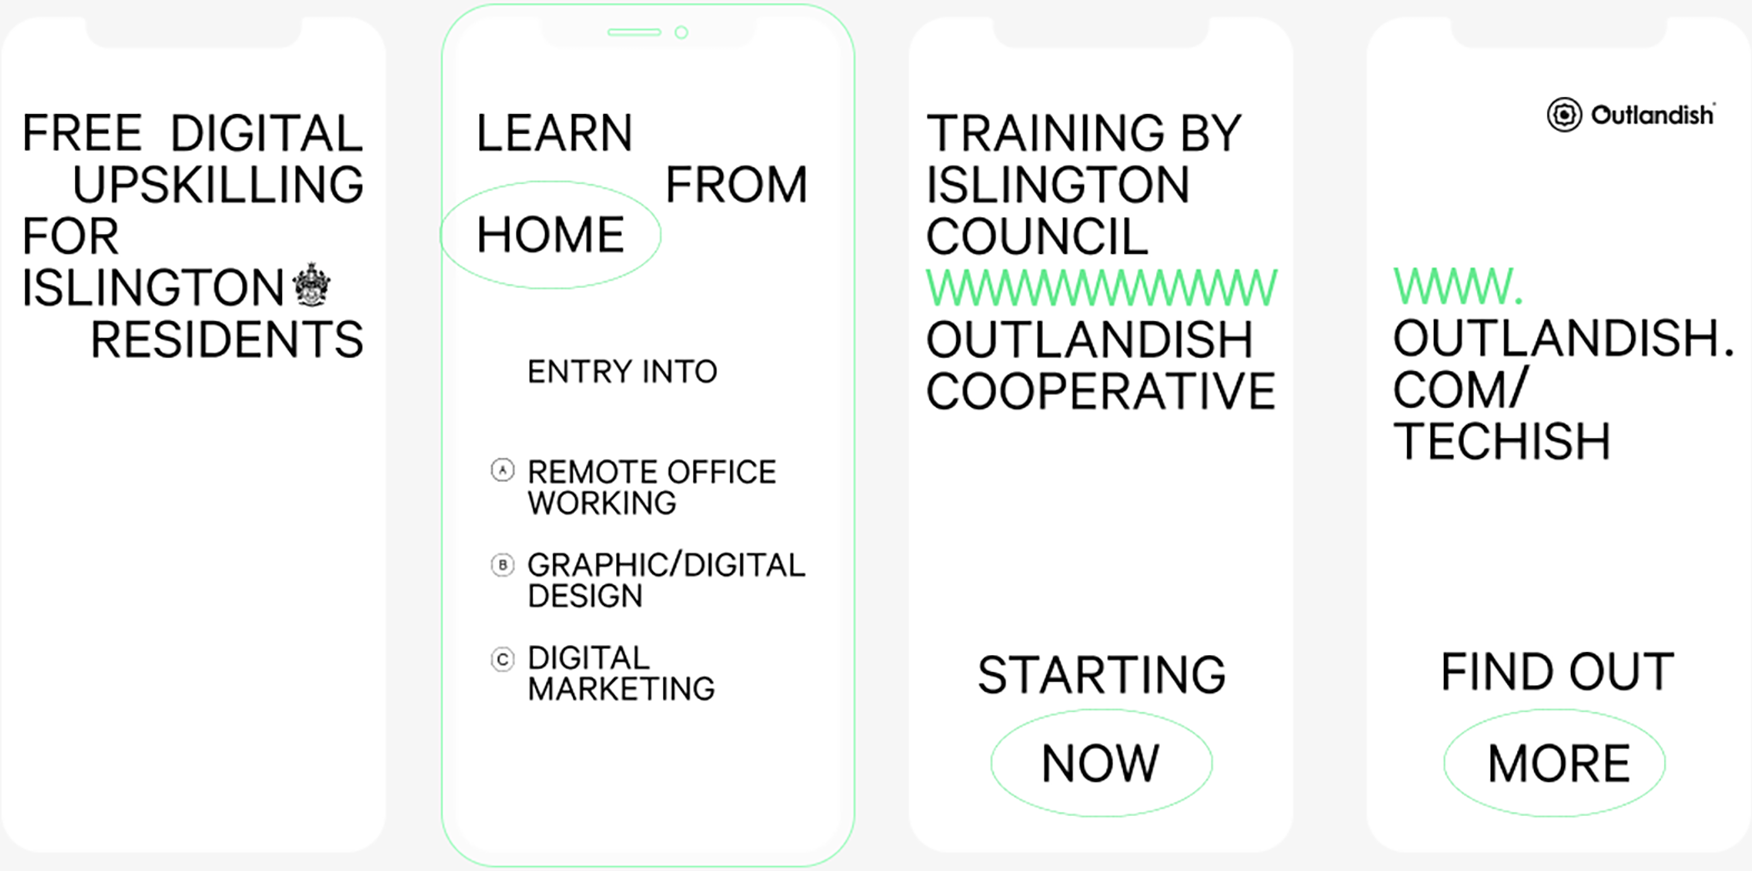 FREE DIGITAL
UPSKILLING
FOR
ISLINGTON
RESIDENTS
LEARN
FROM
HOME
ENTRY INTO
A REMOTE OFFICE
WORKING
B GRAPHIC/DIGITAL
DESIGN
C DIGITAL
MARKETING
TRAINING BY
ISLINGTON
COUNCIL
WWWWWWWWW
OUTLANDISH
COOPERATIVE
STARTING
NOW
Outlandish
WWW.
OUTLANDISH.
COM/
TECHISH
FIND OUT
MORE